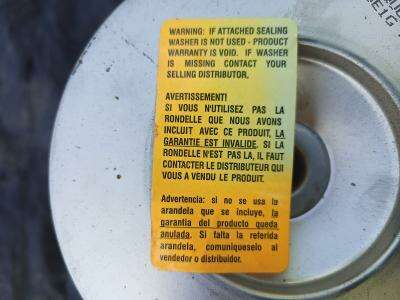 WARNING: IF ATTACHED SEALING
WASHER IS NOT USED - PRODUCT
WARRANTY IS VOID. IF WASHER
IS MISSING CONTACT YOUR
SELLING DISTRIBUTOR.
AVERTISSEMENT!
SI VOUS N'UTILISEZ PAS LA
RONDELLE QUE NOUS AVONS
INCLUIT AVEC CE PRODUIT, LA
GARANTIE EST INVALIDE. SI LA
RONDELLE N'EST PAS LA, IL FAUT
CONTACTER LE DISTRIBUTEUR QUI
VOUS A VENDU LE PRODUIT.
Advertencia: si no se usa la
arandela que se incluye, la
garantia del producto queda
anulada. Si falta la referida
arandela, comuniqueselo al
vendedor o distribuidor.